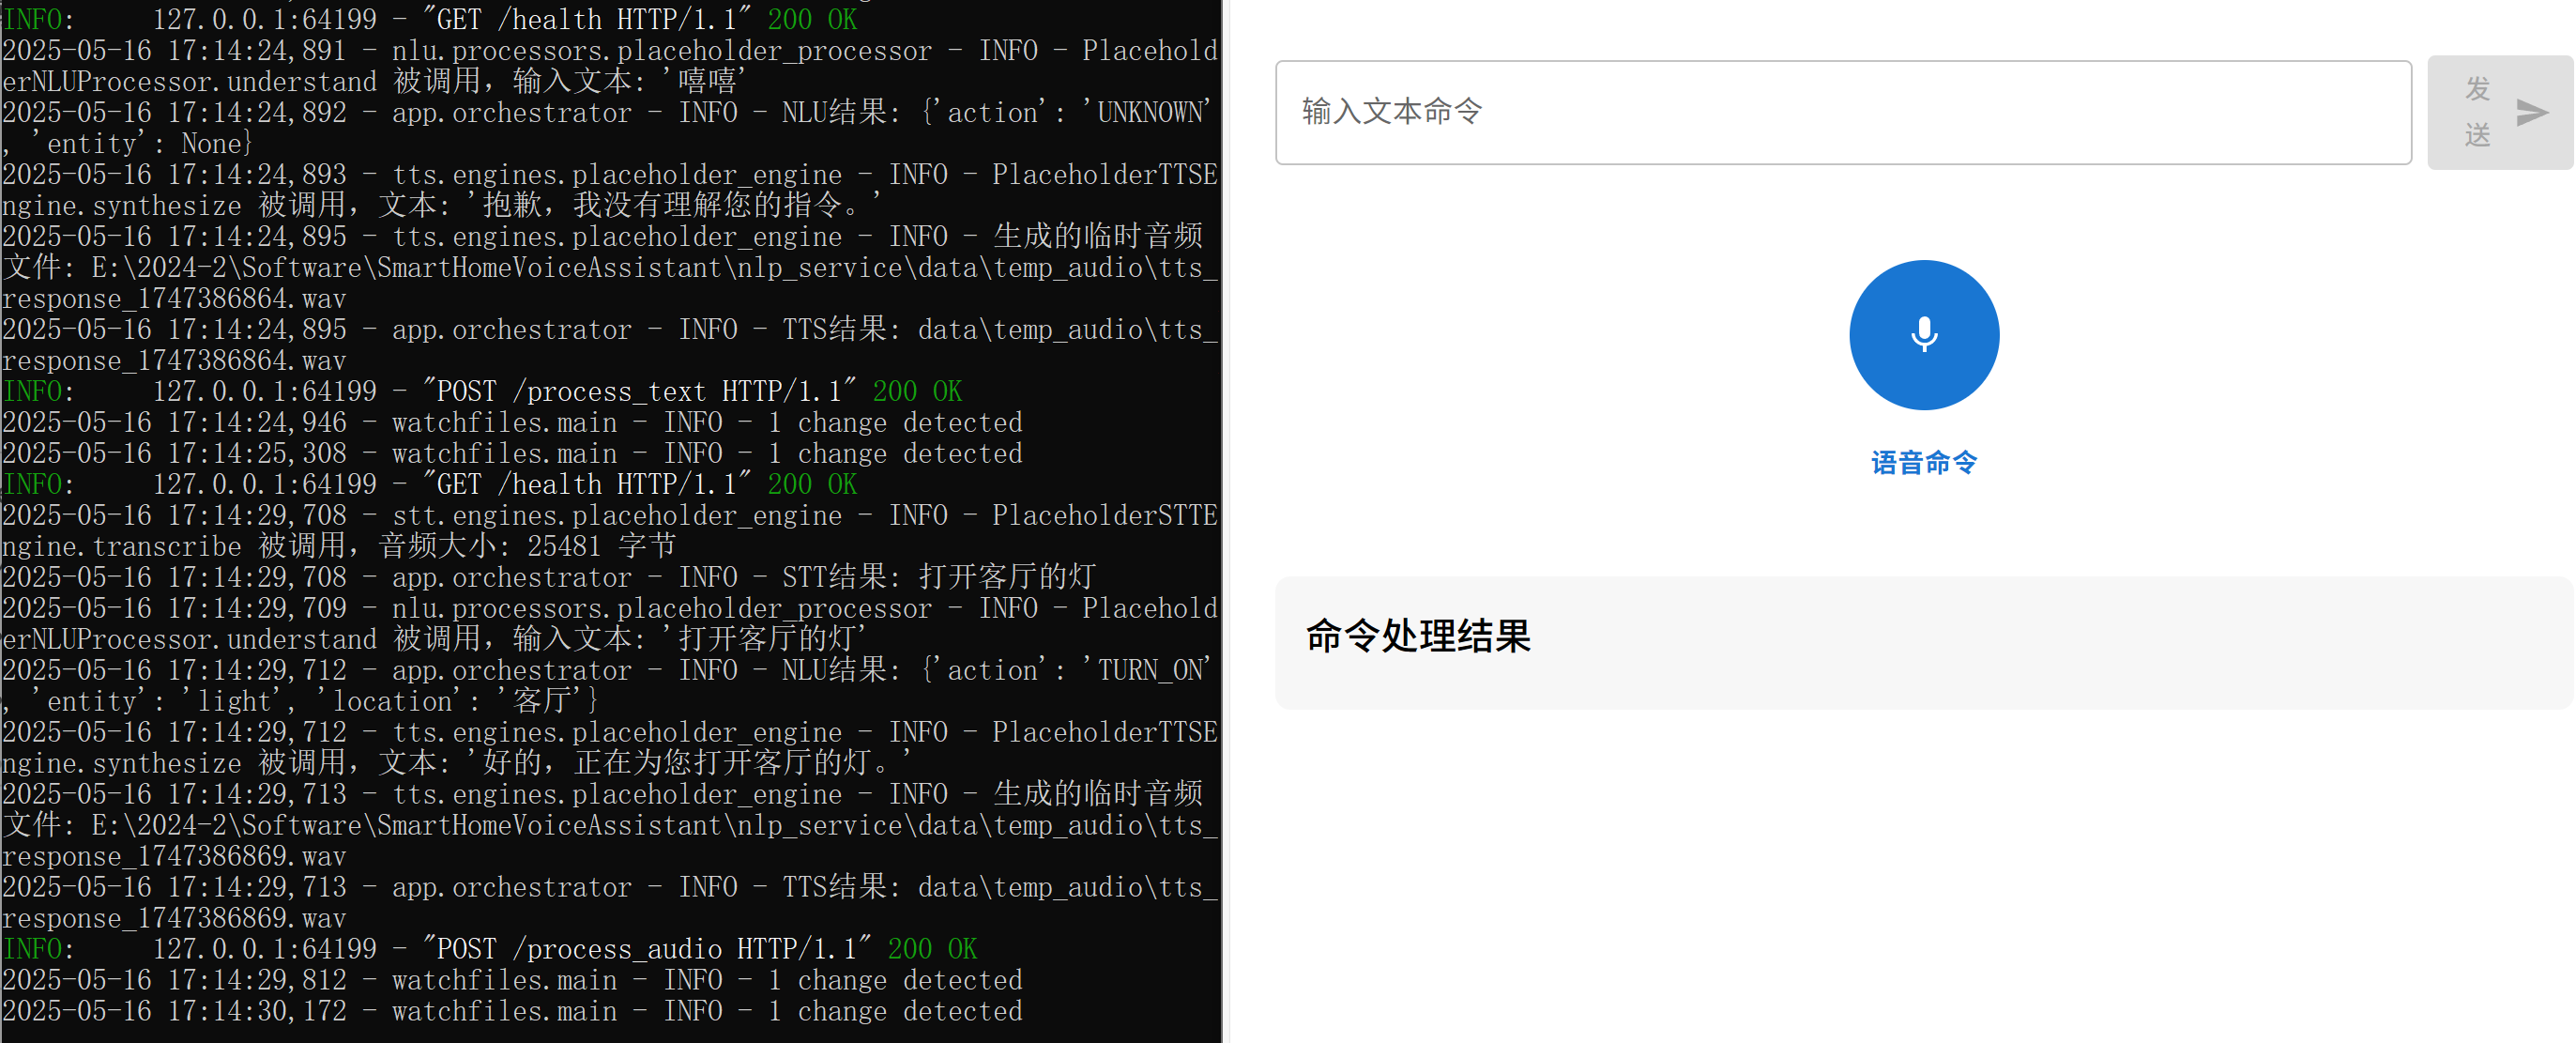 INFO:     127.0.0.1:64199 - "GET /health HTTP/1.1" 200 OK
2025-05-16 17:14:24,891 - nlu.processors.placeholder_processor - INFO - Placehold
erNLUProcessor.understand 被调用，输入文本: '嘻嘻'
2025-05-16 17:14:24,892 - app.orchestrator - INFO - NLU结果: {'action': 'UNKNOWN'
, 'entity': None}
2025-05-16 17:14:24,893 - tts.engines.placeholder_engine - INFO - PlaceholderTTSE
ngine.synthesize 被调用，文本: '抱歉，我没有理解您的指令。'
2025-05-16 17:14:24,895 - tts.engines.placeholder_engine - INFO - 生成的临时音频
文件: E:\2024-2\Software\SmartHomeVoiceAssistant\nlp_service\data\temp_audio\tts_
response_1747386864.wav
2025-05-16 17:14:24,895 - app.orchestrator - INFO - TTS结果: data\temp_audio\tts_
response_1747386864.wav
INFO:     127.0.0.1:64199 - "POST /process_text HTTP/1.1" 200 OK
2025-05-16 17:14:24,946 - watchfiles.main - INFO - 1 change detected
2025-05-16 17:14:25,308 - watchfiles.main - INFO - 1 change detected
INFO:     127.0.0.1:64199 - "GET /health HTTP/1.1" 200 OK
2025-05-16 17:14:29,708 - stt.engines.placeholder_engine - INFO - PlaceholderSTTE
ngine.transcribe 被调用，音频大小: 25481 字节
2025-05-16 17:14:29,708 - app.orchestrator - INFO - STT结果: 打开客厅的灯
2025-05-16 17:14:29,709 - nlu.processors.placeholder_processor - INFO - Placehold
erNLUProcessor.understand 被调用，输入文本: '打开客厅的灯'
2025-05-16 17:14:29,712 - app.orchestrator - INFO - NLU结果: {'action': 'TURN_ON'
, 'entity': 'light', 'location': '客厅'}
2025-05-16 17:14:29,712 - tts.engines.placeholder_engine - INFO - PlaceholderTTSE
ngine.synthesize 被调用，文本: '好的，正在为您打开客厅的灯。'
2025-05-16 17:14:29,713 - tts.engines.placeholder_engine - INFO - 生成的临时音频
文件: E:\2024-2\Software\SmartHomeVoiceAssistant\nlp_service\data\temp_audio\tts_
response_1747386869.wav
2025-05-16 17:14:29,713 - app.orchestrator - INFO - TTS结果: data\temp_audio\tts_
response_1747386869.wav
INFO:     127.0.0.1:64199 - "POST /process_audio HTTP/1.1" 200 OK
2025-05-16 17:14:29,812 - watchfiles.main - INFO - 1 change detected
2025-05-16 17:14:30,172 - watchfiles.main - INFO - 1 change detected
输入文本命令
发
送
语音命令
命令处理结果